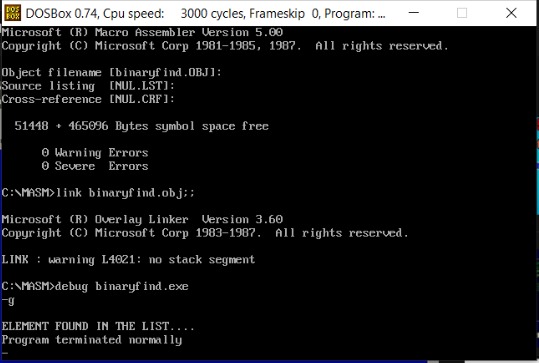 DOS
BOX
DOSBox 0.74, Cpu speed: 3000 cycles, Frameskip 0, Program: ...
Microsoft (R) Macro Assembler Version 5.00
Copyright (C) Microsoft Corp 1981-1985, 1987. All rights reserved.
Object filename [binaryfind.OBJ]:
Source listing [NUL.LST]:
Cross-reference [NUL.CRF]:
51448 + 465096 Bytes symbol space free
0 Warning Errors
0 Severe Errors
C:\MASM>link binaryfind.obj;;
Microsoft (R) Overlay Linker Version 3.60
Copyright (C) Microsoft Corp 1983-1987. All rights reserved.
LINK : warning L4021: no stack segment
C:\MASM>debug binaryfind.exe
-g
ELEMENT FOUND IN THE LIST....
Program terminated normally
-